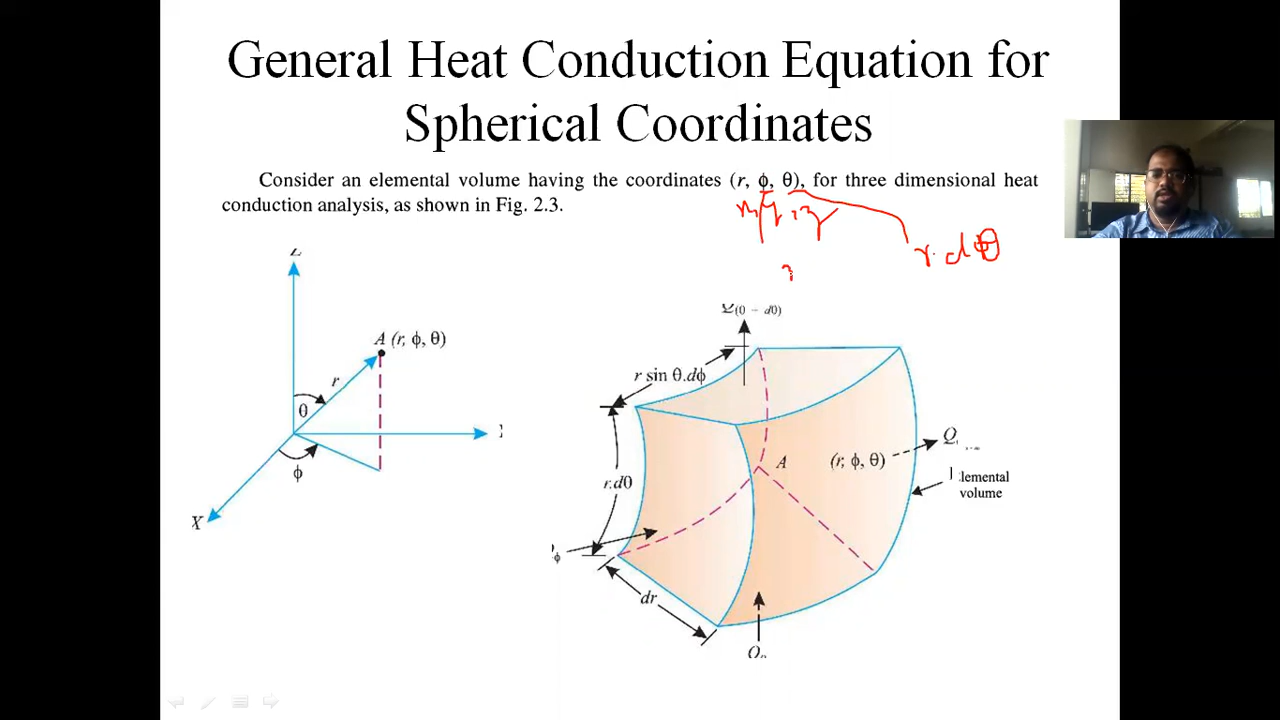 General Heat Conduction Equation for
Spherical Coordinates
Consider an elemental volume having the coordinates (r, ϕ, θ), for three dimensional heat
conduction analysis, as shown in Fig. 2.3.
r. dθ
A (r, ϕ, θ)
r
θ
ϕ
X
r sin θ.dϕ
r.dθ
A
(r, ϕ, θ)
lemental
volume
dr